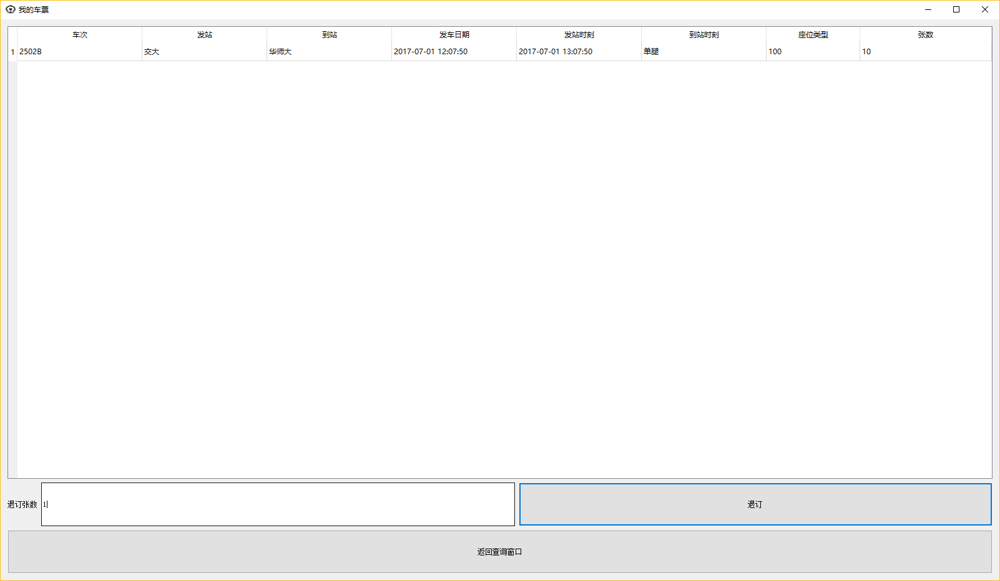 我的车票
车次 发站 到站 发车日期 发站时刻 到站时刻 座位类型 张数
1 2502B 交大 华师大 2017-07-01 12:07:50 2017-07-01 13:07:50 单腿 100 10
退订张数 1 退订
返回查询窗口